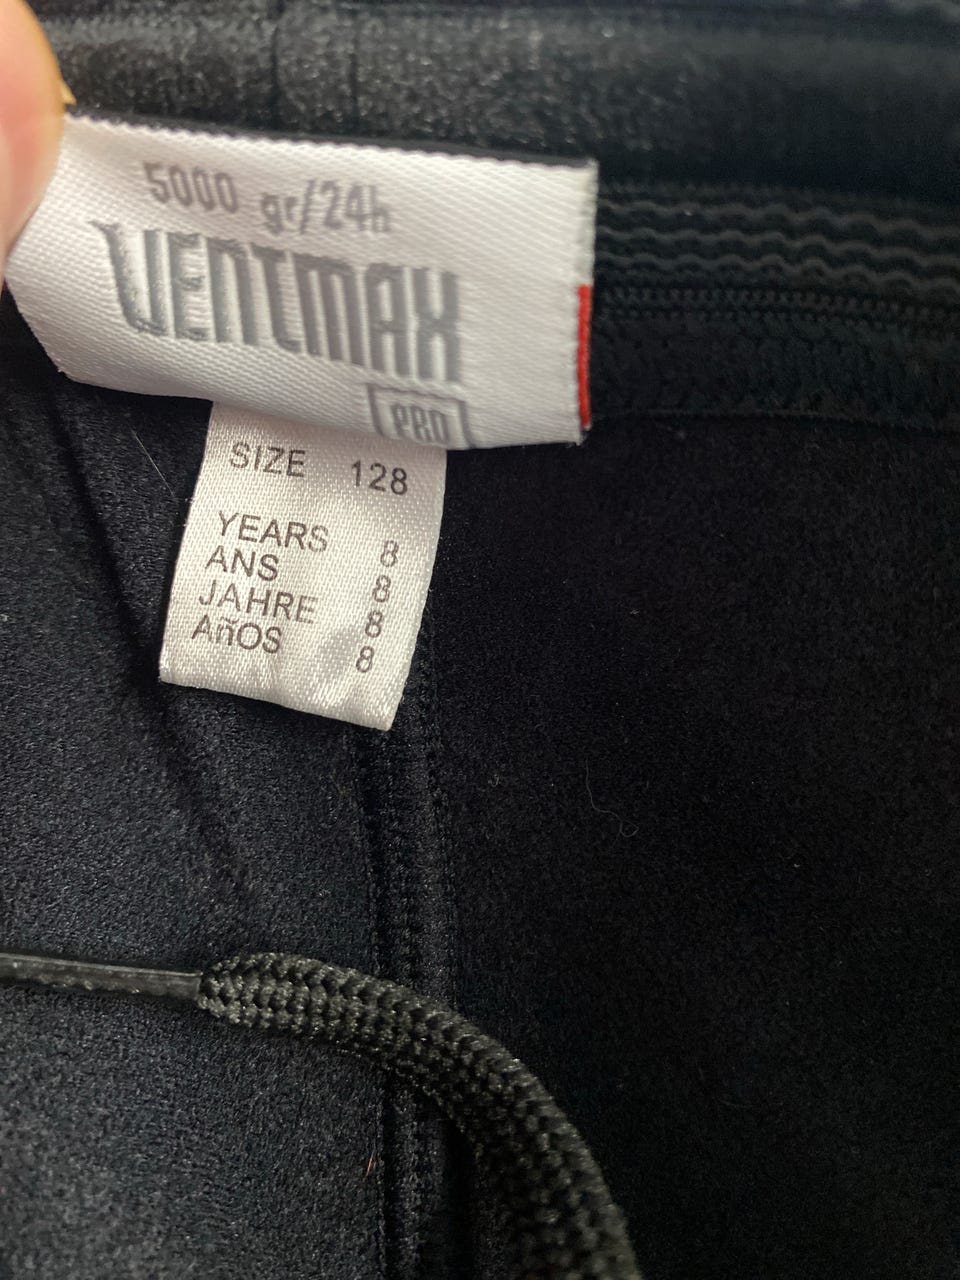 5000 gr/24h
VENTMAX
PRO
SIZE 128
YEARS 8
ANS 8
JAHRE 8
AñOS 8